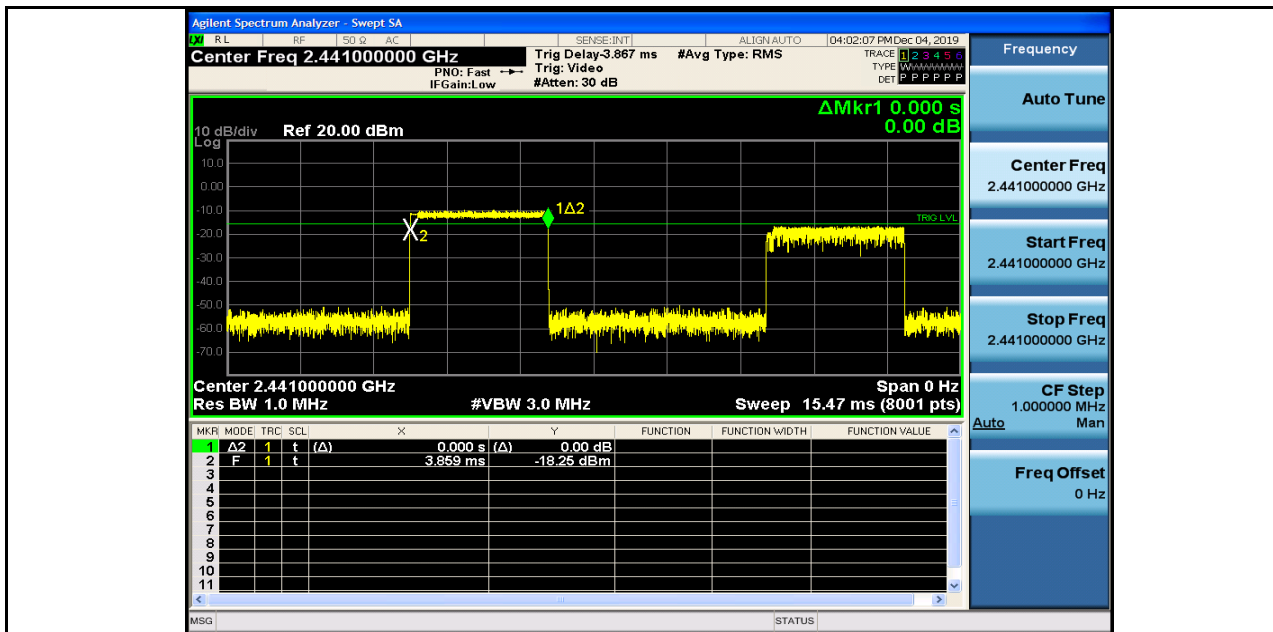 Agilent Spectrum Analyzer - Swept SA
LXI RL RF 50 Ω AC SENSE:INT ALIGN AUTO 04:02:07 PM Dec 04, 2019
Center Freq 2.441000000 GHz
PNO: Fast
IFGain:Low
Trig Delay-3.867 ms
Trig: Video
#Atten: 30 dB
#Avg Type: RMS
TRACE 1 2 3 4 5 6
TYPE WWWWWWW
DET P P P P P P
ΔMkr1 0.000 s
0.00 dB
10 dB/div
Log
Ref 20.00 dBm
10.0
0.00
-10.0
-20.0
-30.0
-40.0
-50.0
-60.0
-70.0
1Δ2
X2
TRIG LVL
Center 2.441000000 GHz
Span 0 Hz
Res BW 1.0 MHz
#VBW 3.0 MHz
Sweep 15.47 ms (8001 pts)
MKR MODE TRC SCL X Y FUNCTION FUNCTION WIDTH FUNCTION VALUE
1 Δ2 1 t (Δ) 0.000 s (Δ) 0.00 dB
2 F 1 t 3.859 ms -18.25 dBm
3
4
5
6
7
8
9
10
11
MSG
STATUS
Frequency
Auto Tune
Center Freq
2.441000000 GHz
Start Freq
2.441000000 GHz
Stop Freq
2.441000000 GHz
CF Step
1.000000 MHz
Auto Man
Freq Offset
0 Hz